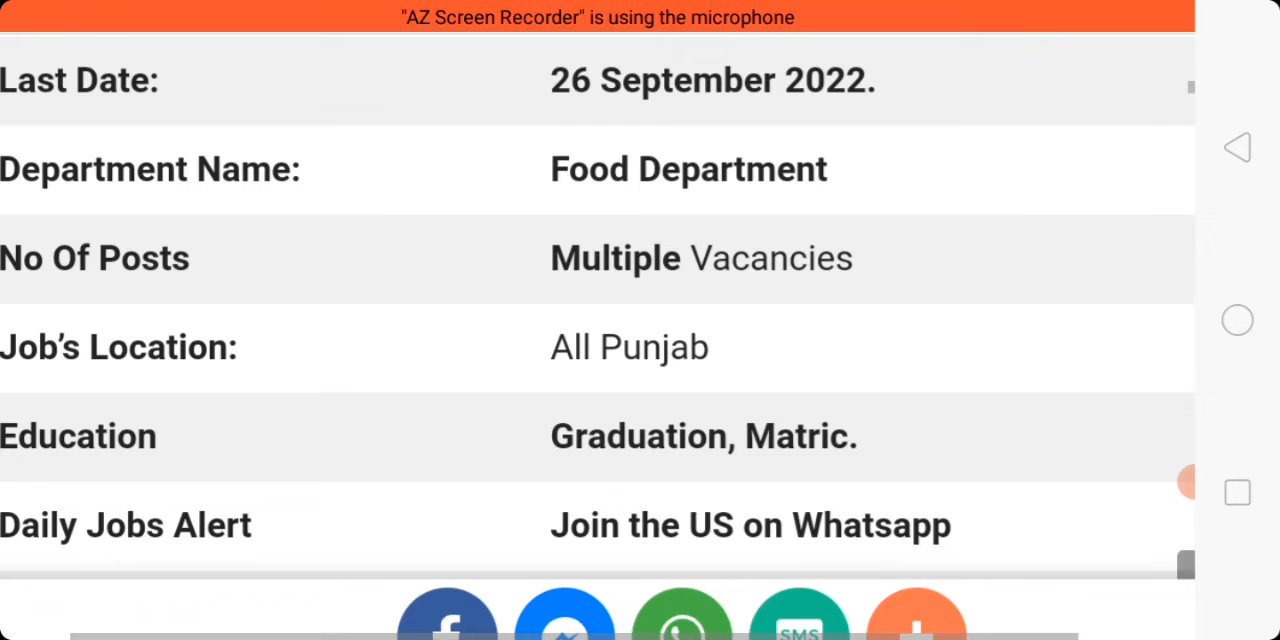 "AZ Screen Recorder" is using the microphone
Last Date: 26 September 2022.
Department Name: Food Department
No Of Posts Multiple Vacancies
Job’s Location: All Punjab
Education Graduation, Matric.
Daily Jobs Alert Join the US on Whatsapp
SMS